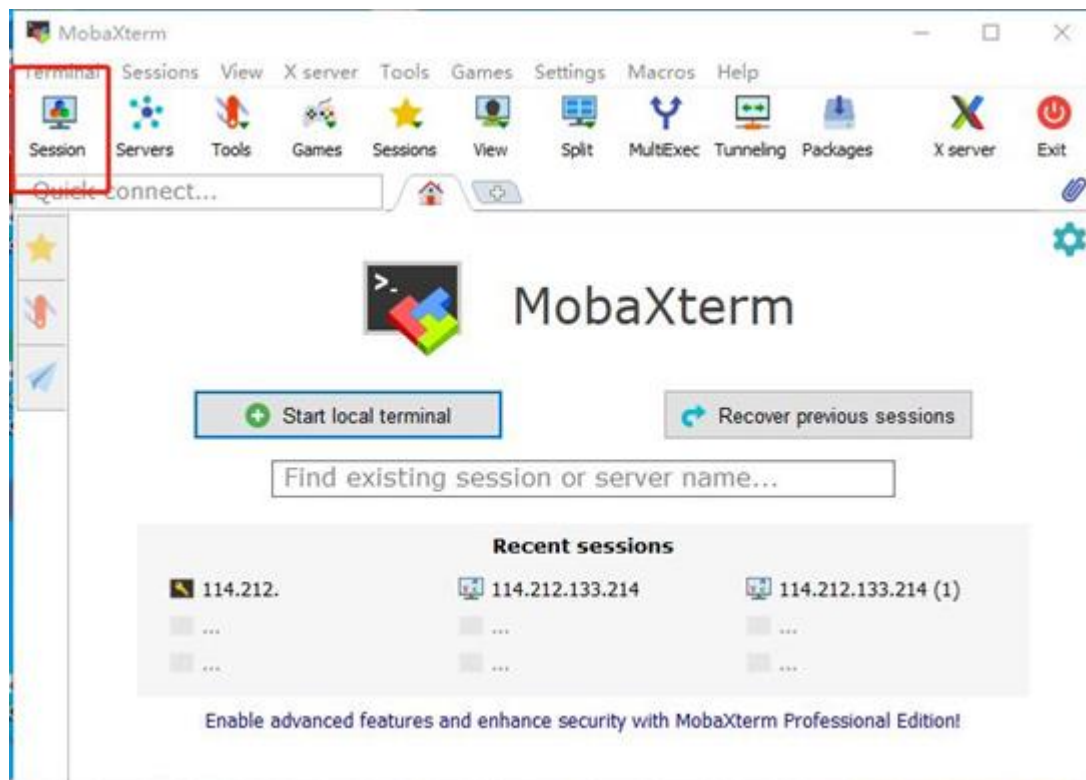 MobaXterm
Terminal Sessions View X server Tools Games Settings Macros Help
Session Servers Tools Games Sessions View Split MultiExec Tunneling Packages X server Exit
Quick connect...
MobaXterm
Start local terminal Recover previous sessions
Find existing session or server name...
Recent sessions
114.212. 114.212.133.214 114.212.133.214 (1)
... ... ...
... ... ...
Enable advanced features and enhance security with MobaXterm Professional Edition!